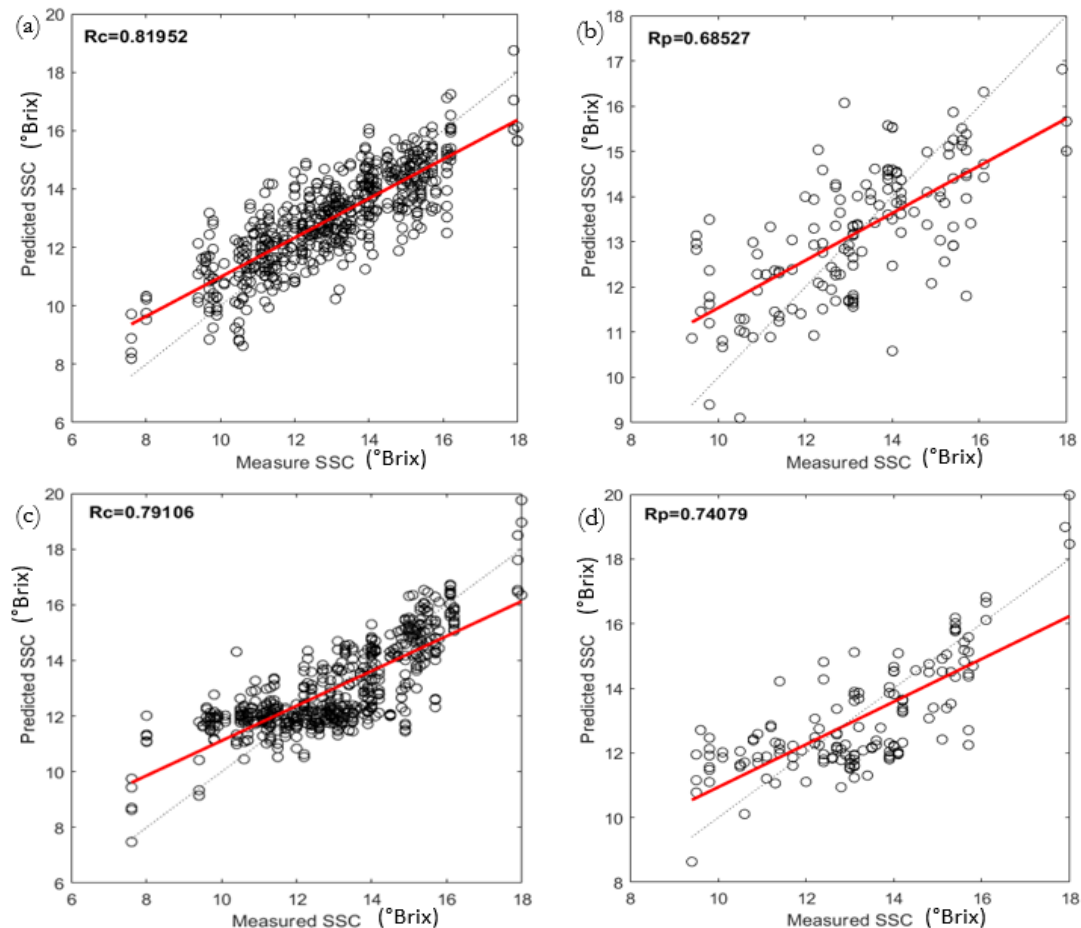 (a)
Rc=0.81952
20
18
16
14
12
10
8
6
Predicted SSC (°Brix)
6 8 10 12 14 16 18
Measure SSC (°Brix)
(b)
Rp=0.68527
18
17
16
15
14
13
12
11
10
9
Predicted SSC (°Brix)
8 10 12 14 16 18
Measured SSC (°Brix)
(c)
Rc=0.79106
20
18
16
14
12
10
8
6
Predicted SSC (°Brix)
6 8 10 12 14 16 18
Measured SSC (°Brix)
(d)
Rp=0.74079
20
18
16
14
12
10
8
Predicted SSC (°Brix)
8 10 12 14 16 18
Measured SSC (°Brix)